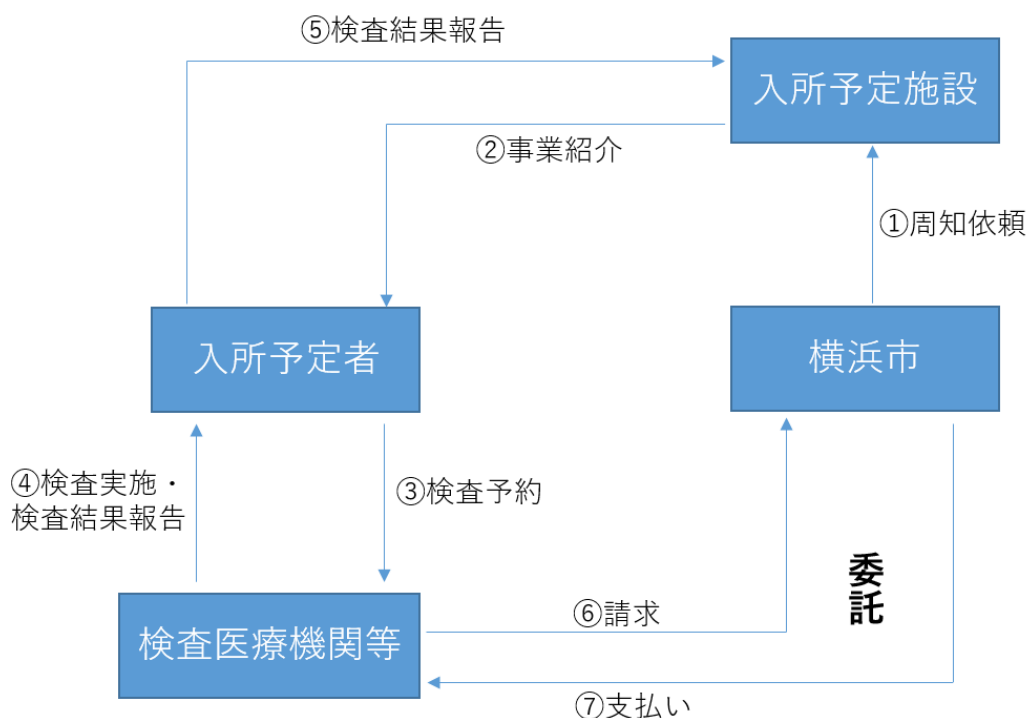 ⑤検査結果報告
入所予定施設
②事業紹介
①周知依頼
入所予定者
横浜市
④検査実施・
検査結果報告
③検査予約
委託
検査医療機関等
⑥請求
⑦支払い